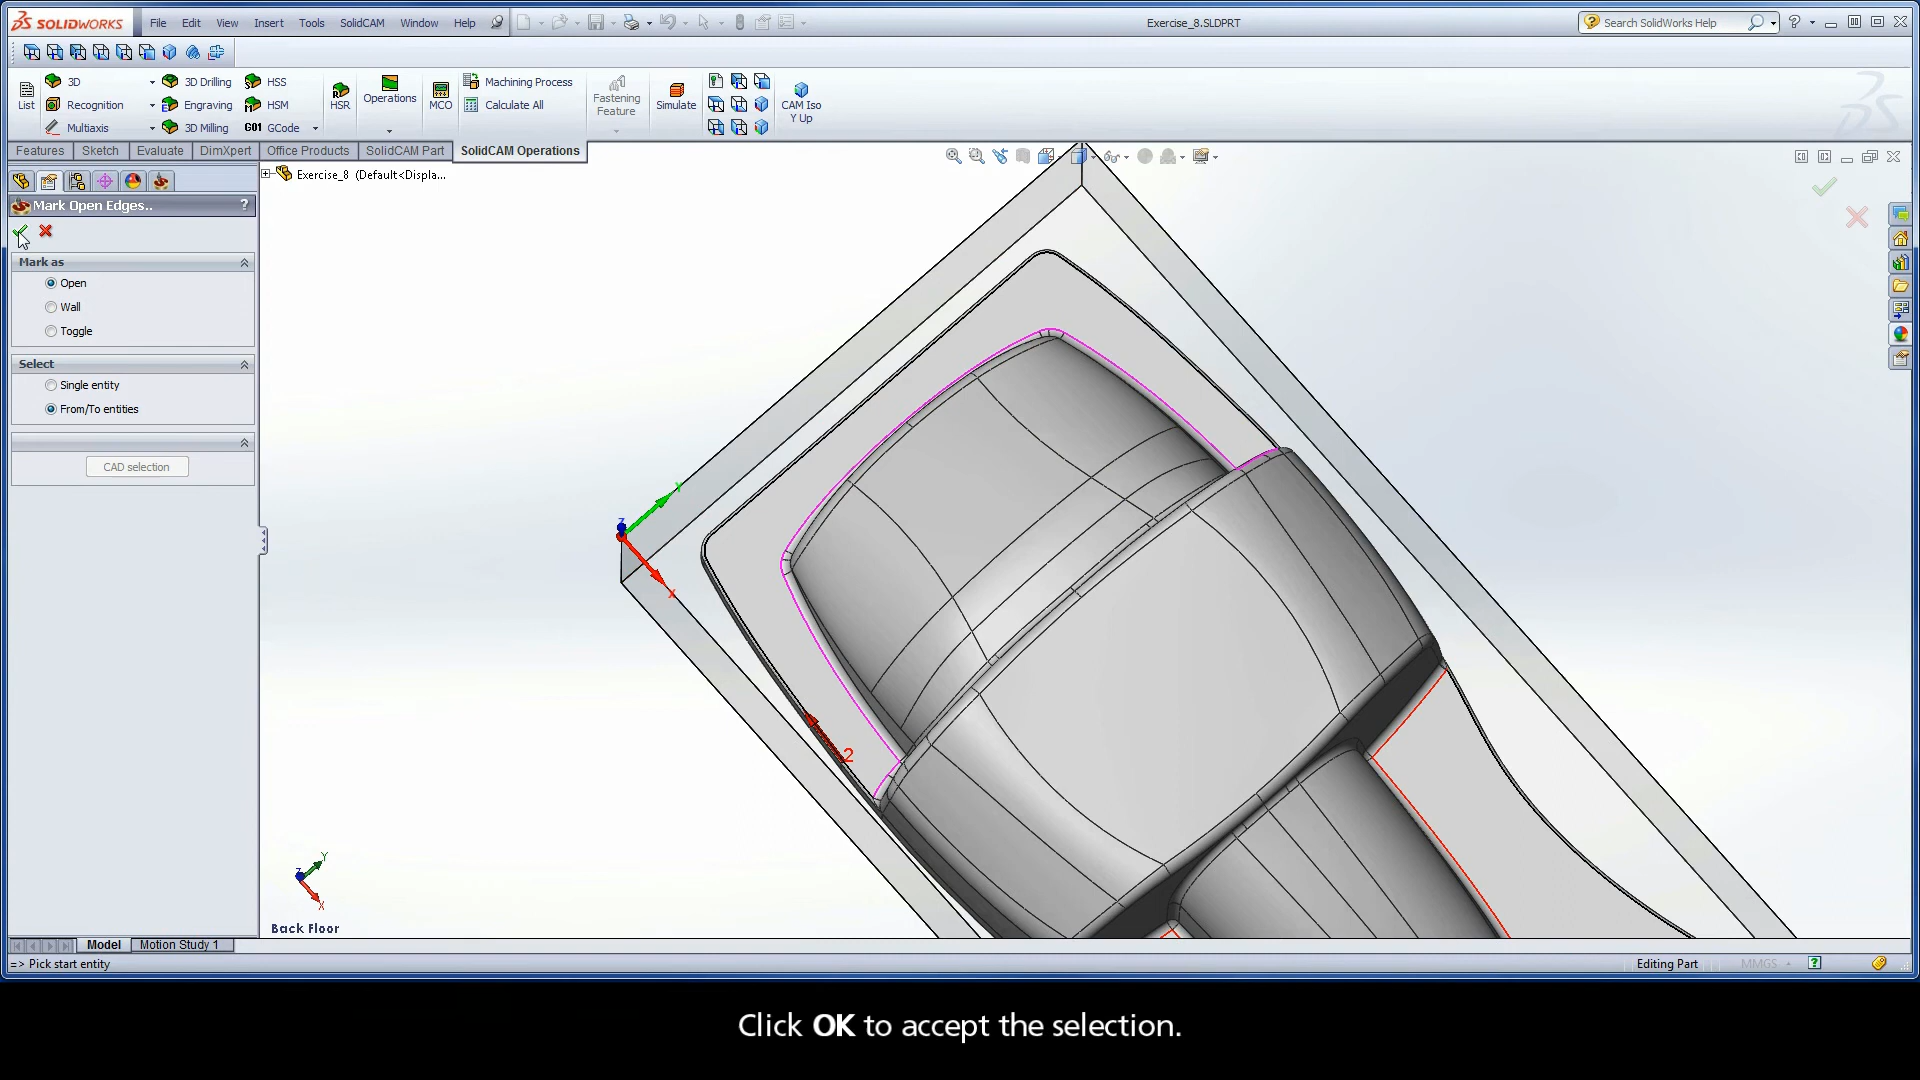 SOLIDWORKS File Edit View Insert Tools SolidCAM Window Help Exercise_8.SLDPRT Search SolidWorks Help
3D 3D Drilling HSS Machining Process
List Recognition Engraving HSM HSR Operations MCO Calculate All Fastening Feature Simulate CAM Iso Y Up
Multiaxis 3D Milling G01 GCode
Features Sketch Evaluate DimXpert Office Products SolidCAM Part SolidCAM Operations
Exercise_8 (Default<Displa...
Mark Open Edges.. ?
Mark as
Open
Wall
Toggle
Select
Single entity
From/To entities
CAD selection
Y
Z
X
2
Y
Z
X
Back Floor
Model Motion Study 1
=> Pick start entity Editing Part MMGS
Click OK to accept the selection.